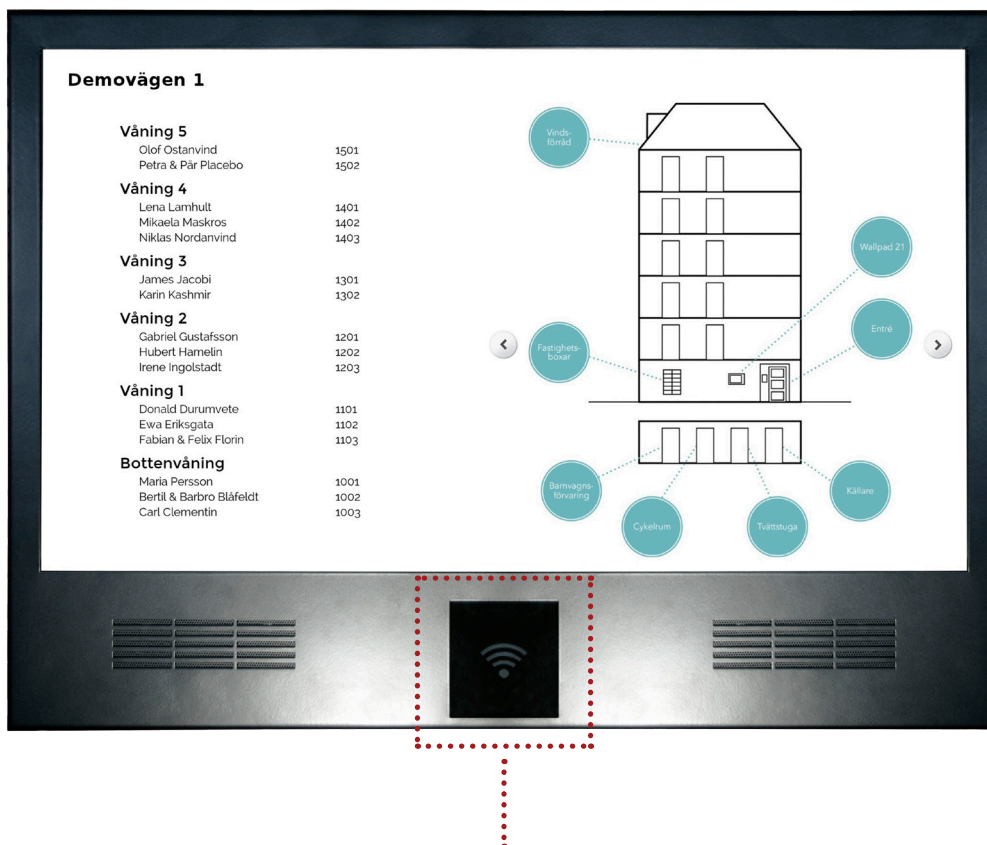 Demovägen 1
Våning 5
Olof Ostanvind 1501
Petra & Pär Placebo 1502
Våning 4
Lena Lamhult 1401
Mikaela Maskros 1402
Niklas Nordanvind 1403
Våning 3
James Jacobi 1301
Karin Kashmir 1302
Våning 2
Gabriel Gustafsson 1201
Hubert Hamelin 1202
Irene Ingolstadt 1203
Våning 1
Donald Durumvete 1101
Ewa Eriksgata 1102
Fabian & Felix Florin 1103
Bottenvåning
Maria Persson 1001
Bertil & Barbro Blåfeldt 1002
Carl Clementin 1003
Vinds-
förråd
Wallpad 21
Entré
Fastighets-
boxar
Barnvagns-
förvaring
Källare
Cykelrum
Tvättstuga